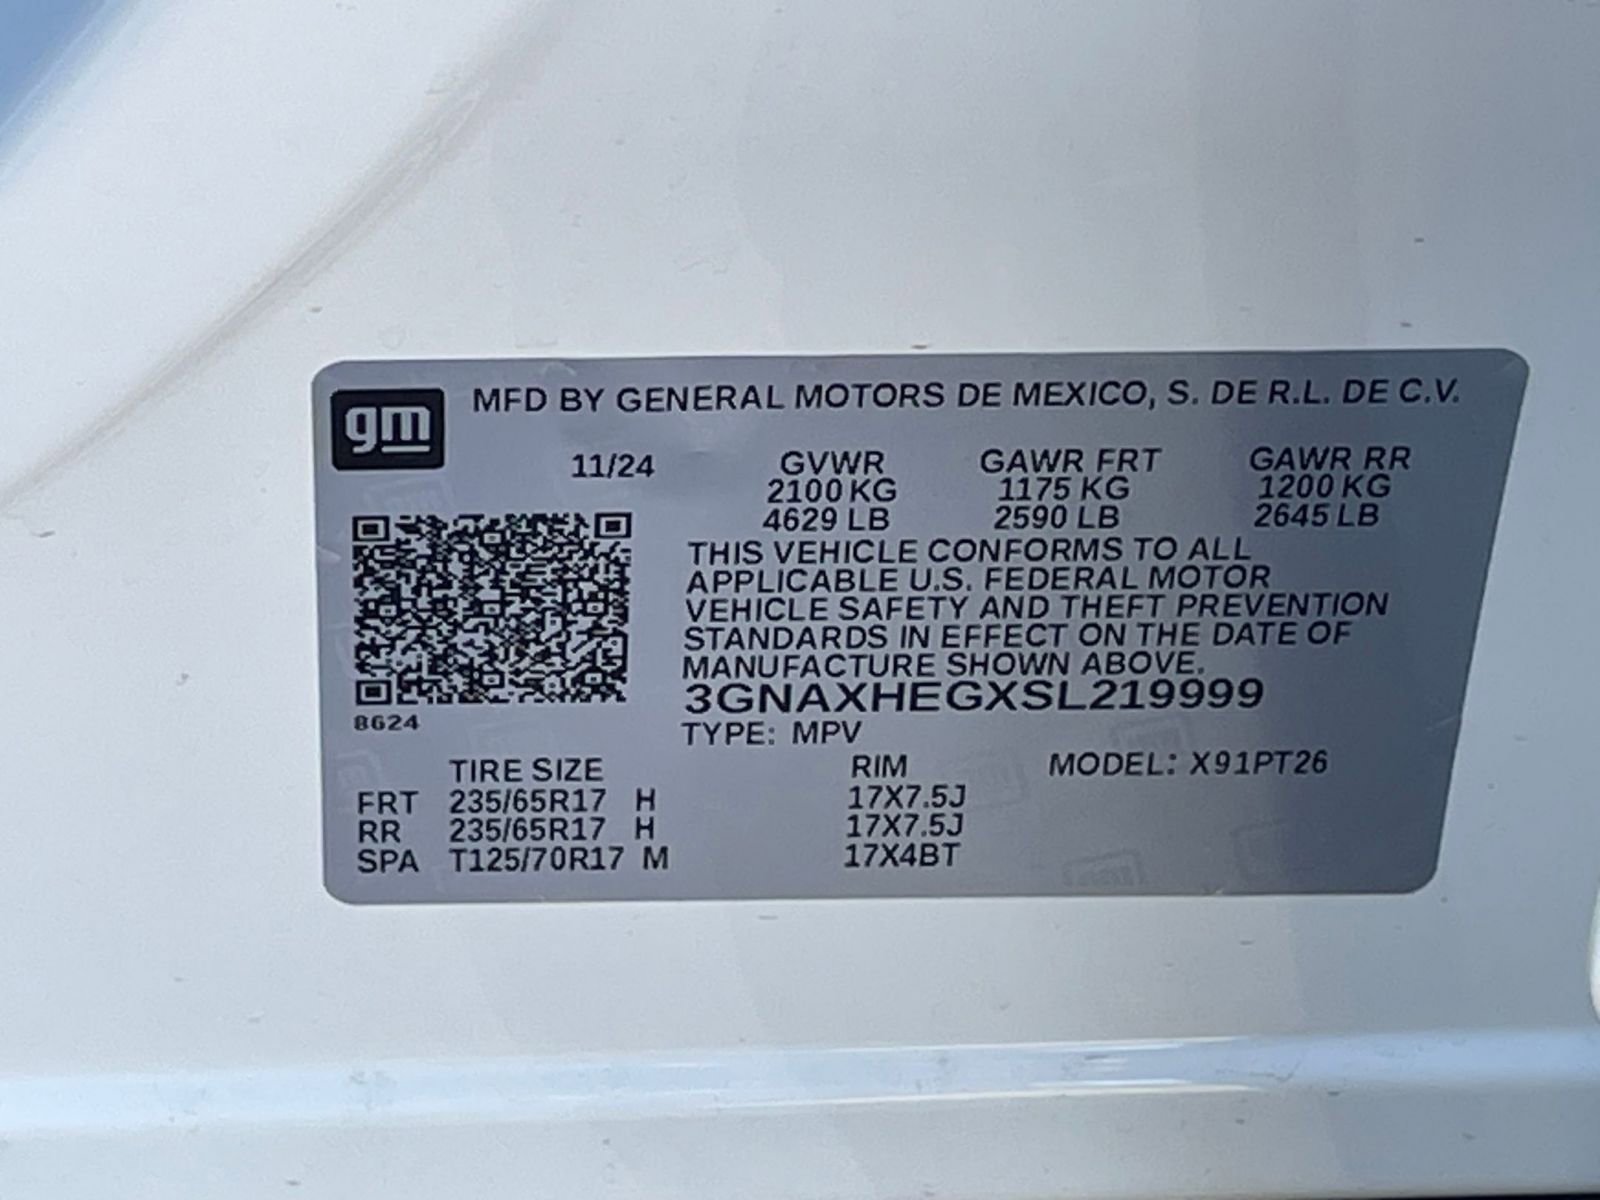 gm
MFD BY GENERAL MOTORS DE MEXICO, S. DE R.L. DE C.V.
11/24 GVWR GAWR FRT GAWR RR
2100 KG 1175 KG 1200 KG
4629 LB 2590 LB 2645 LB
THIS VEHICLE CONFORMS TO ALL
APPLICABLE U.S. FEDERAL MOTOR
VEHICLE SAFETY AND THEFT PREVENTION
STANDARDS IN EFFECT ON THE DATE OF
MANUFACTURE SHOWN ABOVE.
3GNAXHEGXSL219999
8624
TYPE: MPV
TIRE SIZE RIM MODEL: X91PT26
FRT 235/65R17 H 17X7.5J
RR 235/65R17 H 17X7.5J
SPA T125/70R17 M 17X4BT